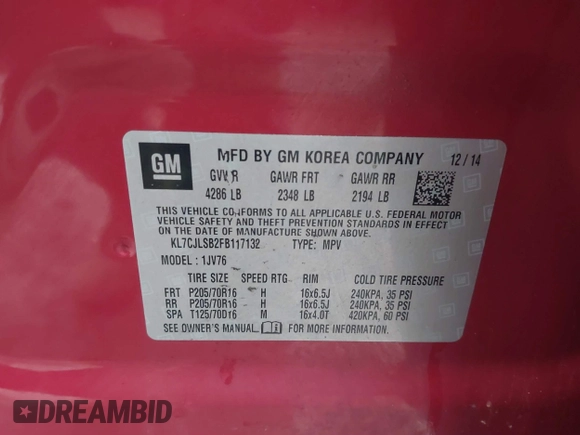 GM
MFD BY GM KOREA COMPANY 12/14
GVWR GAWR FRT GAWR RR
4286 LB 2348 LB 2194 LB
THIS VEHICLE CONFORMS TO ALL APPLICABLE U.S. FEDERAL MOTOR
VEHICLE SAFETY AND THEFT PREVENTION STANDARDS IN EFFECT
ON THE DATE OF MANUFACTURE SHOWN ABOVE.
KL7CJLSB2FB117132 TYPE: MPV
MODEL: 1JV76
TIRE SIZE SPEED RTG RIM COLD TIRE PRESSURE
FRT P205/70R16 H 16x6.5J 240KPA, 35 PSI
RR P205/70R16 H 16x6.5J 240KPA, 35 PSI
SPA T125/70D16 M 16x4.0T 420KPA, 60 PSI
SEE OWNER'S MANUAL FOR MORE INFORMATION.
DREAMBID